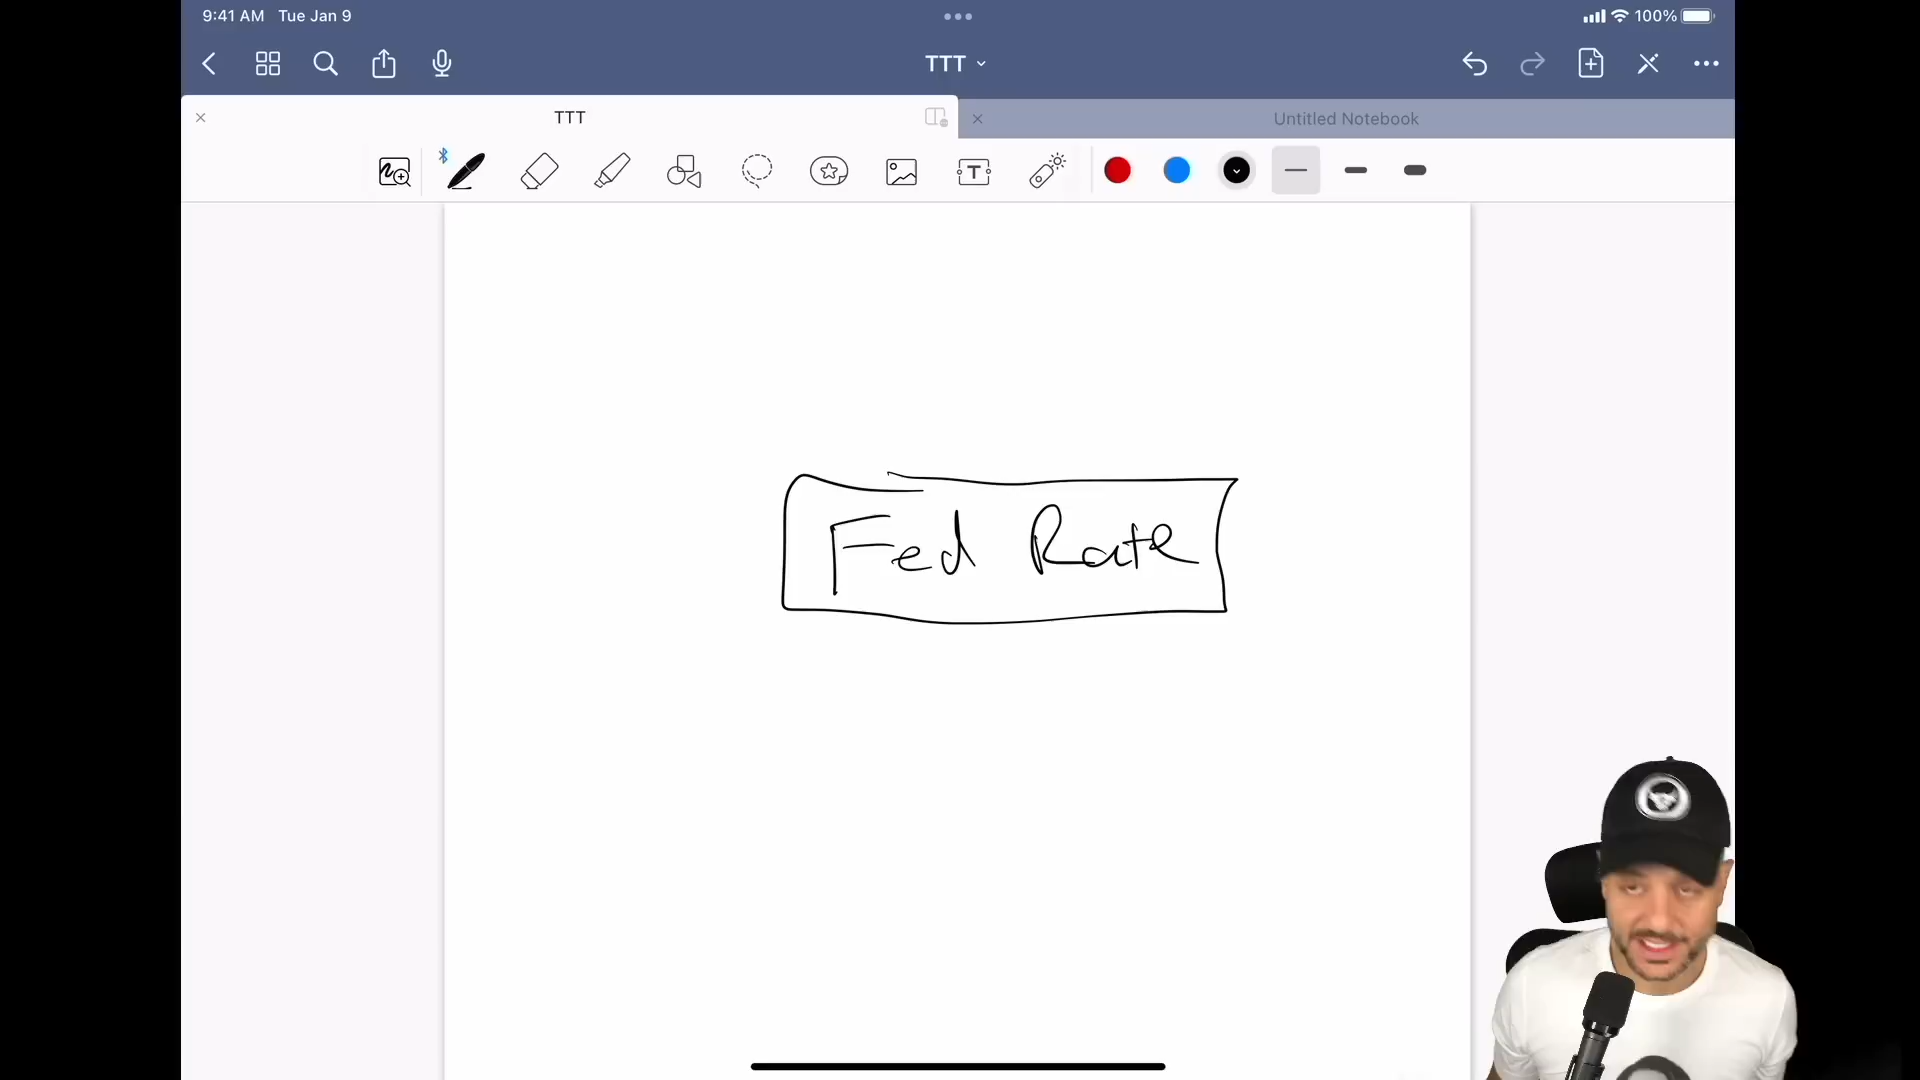 9:41 AM Tue Jan 9
100%
TTT
TTT
Untitled Notebook
T
Fed Rate